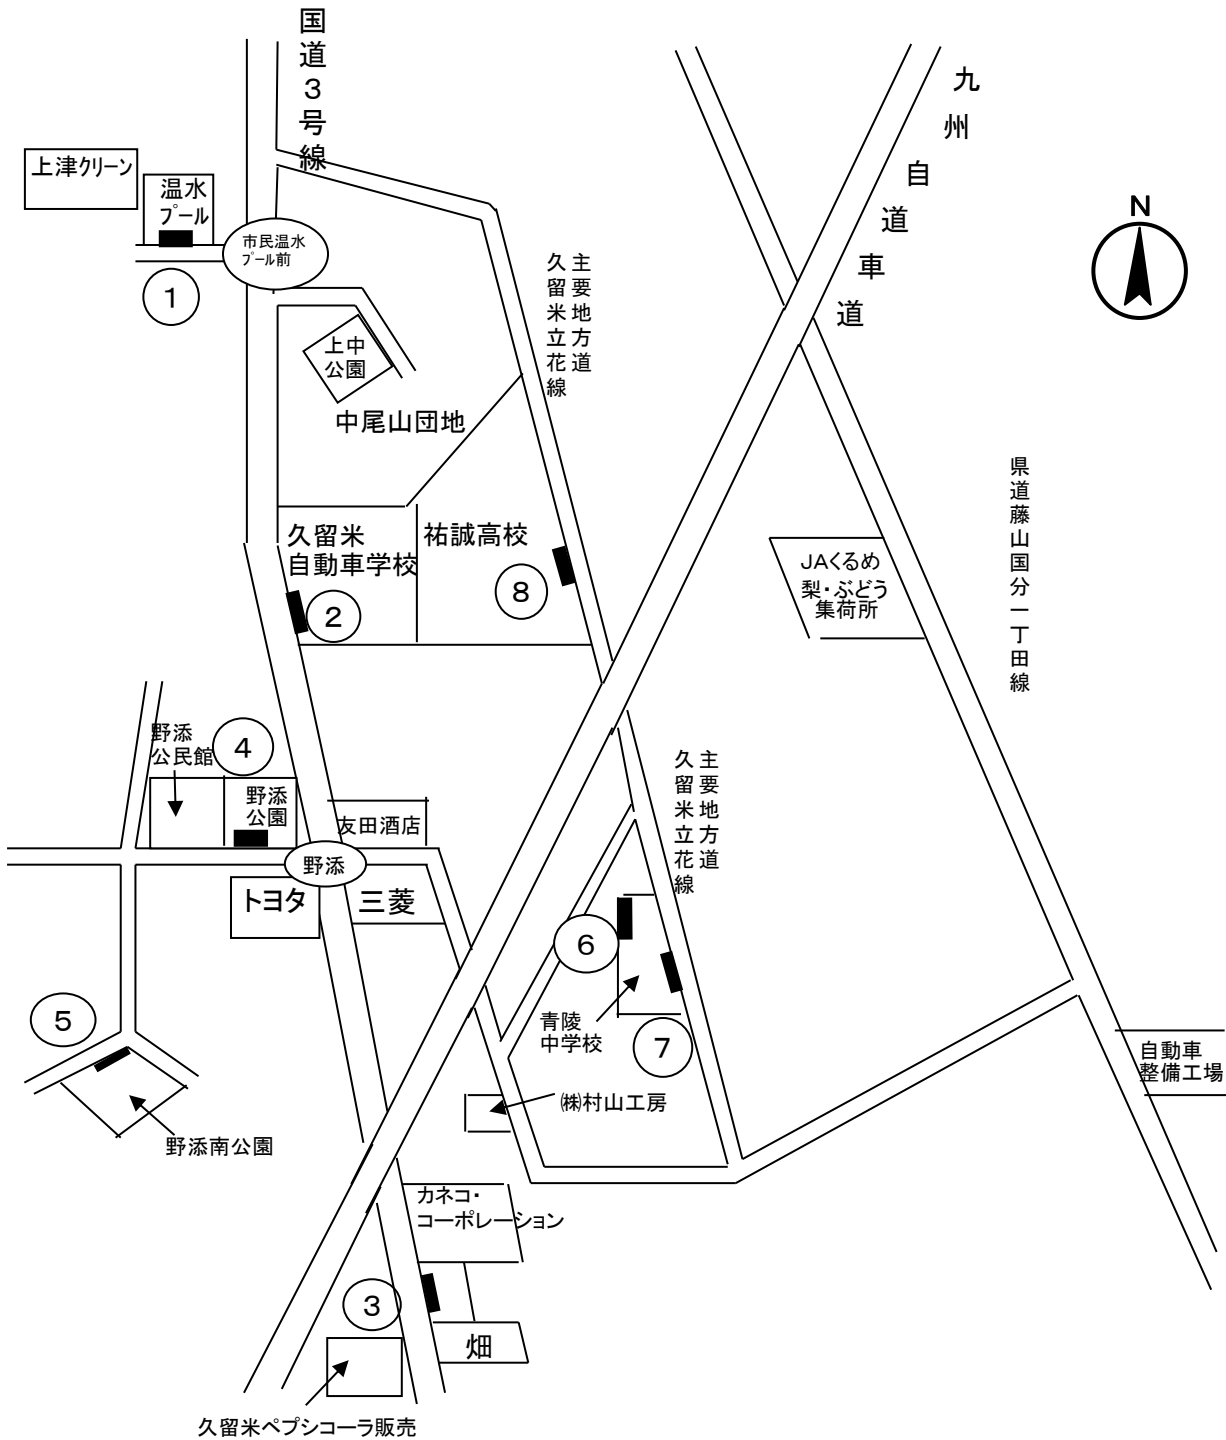 国道3号線
九州自動車道
上津クリーン
温水
プール
市民温水
プール前
1
N
主要地方道
久留米立花線
上中
公園
中尾山団地
県道藤山国分一丁田線
久留米
自動車学校
祐誠高校
2
8
JAくるめ
梨・ぶどう
集荷所
野添
公民館
4
野添
公園
友田酒店
主要地方道
久留米立花線
野添
トヨタ
三菱
6
5
青陵
中学校
7
自動車
整備工場
㈱村山工房
野添南公園
カネコ・
コーポレーション
3
畑
久留米ペプシコーラ販売